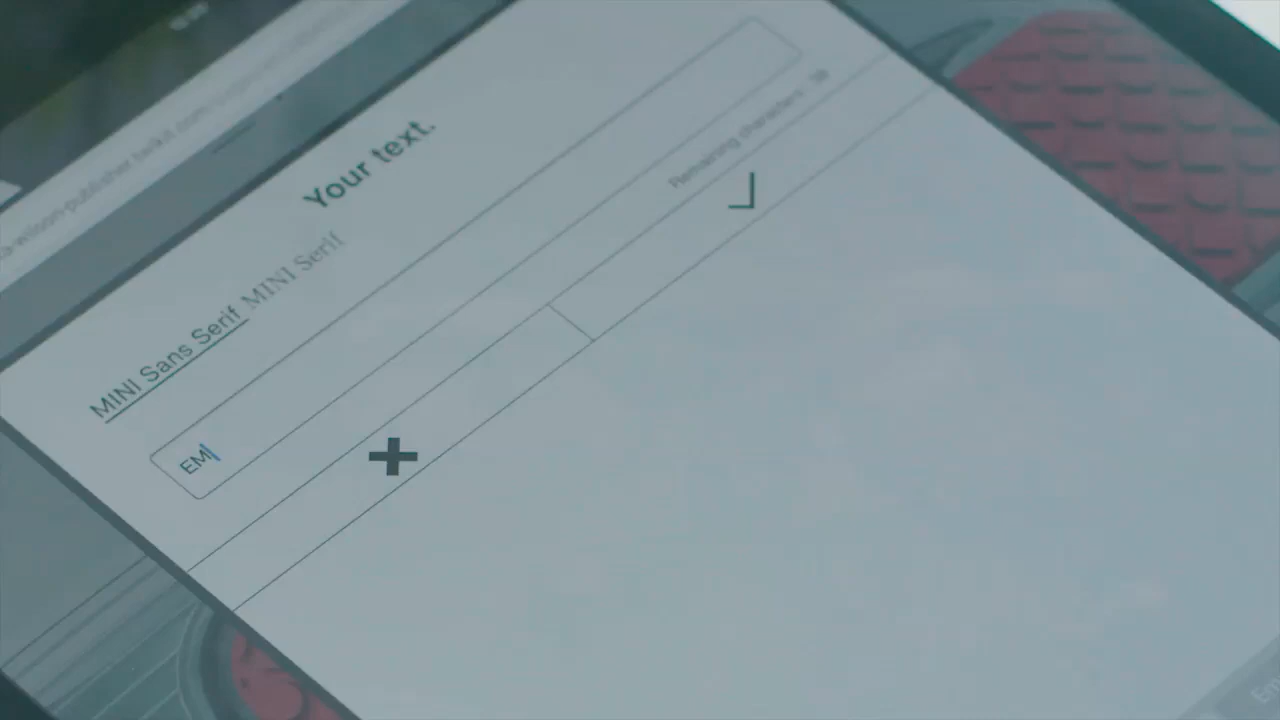 Your text.
MINI Sans Serif MINI Serif
EM
Remaining characters